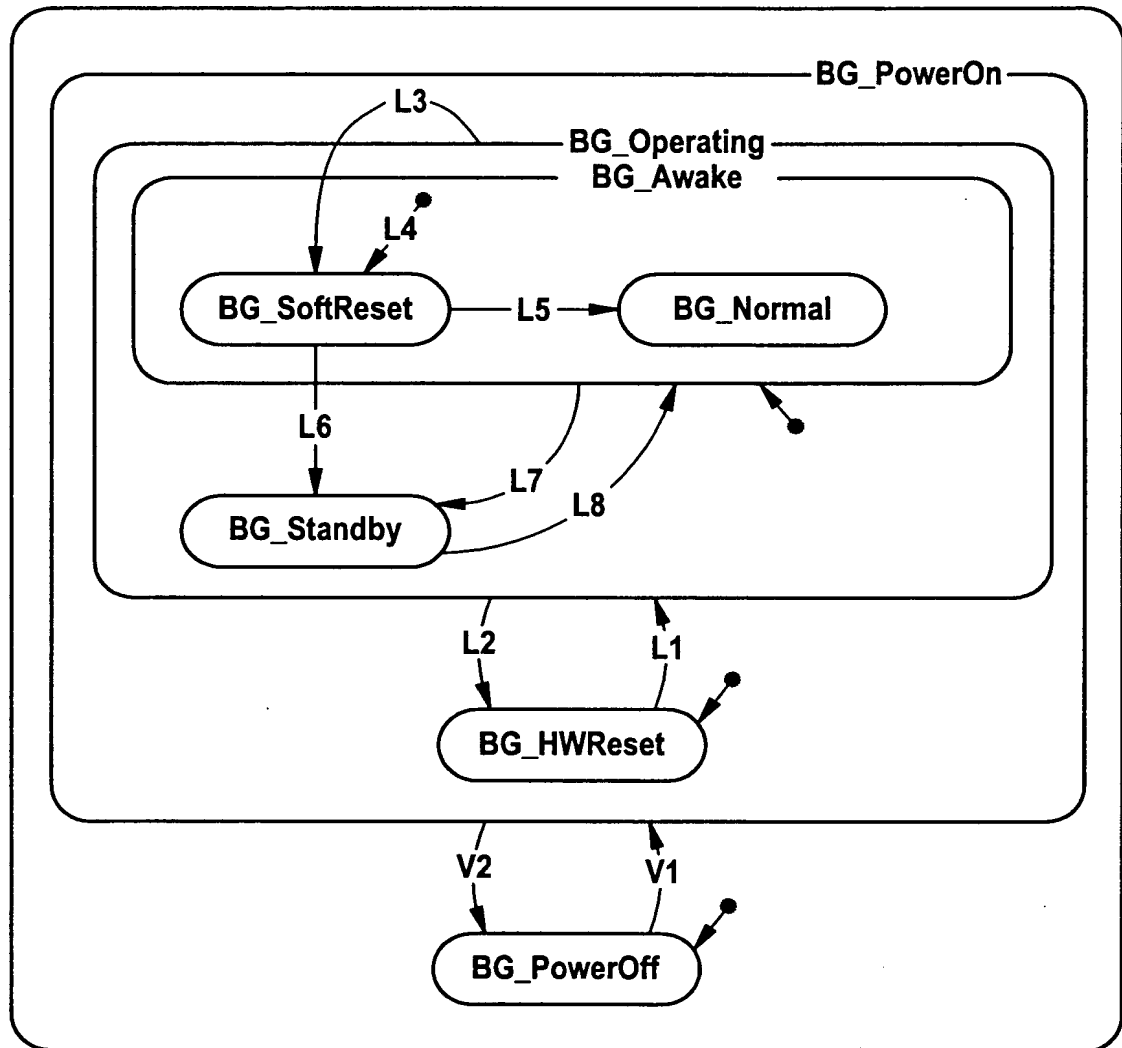 BG_PowerOn
L3
BG_Operating
BG_Awake
L4
BG_SoftReset
L5
BG_Normal
L6
L7
L8
BG_Standby
L2
L1
BG_HWReset
V2
V1
BG_PowerOff